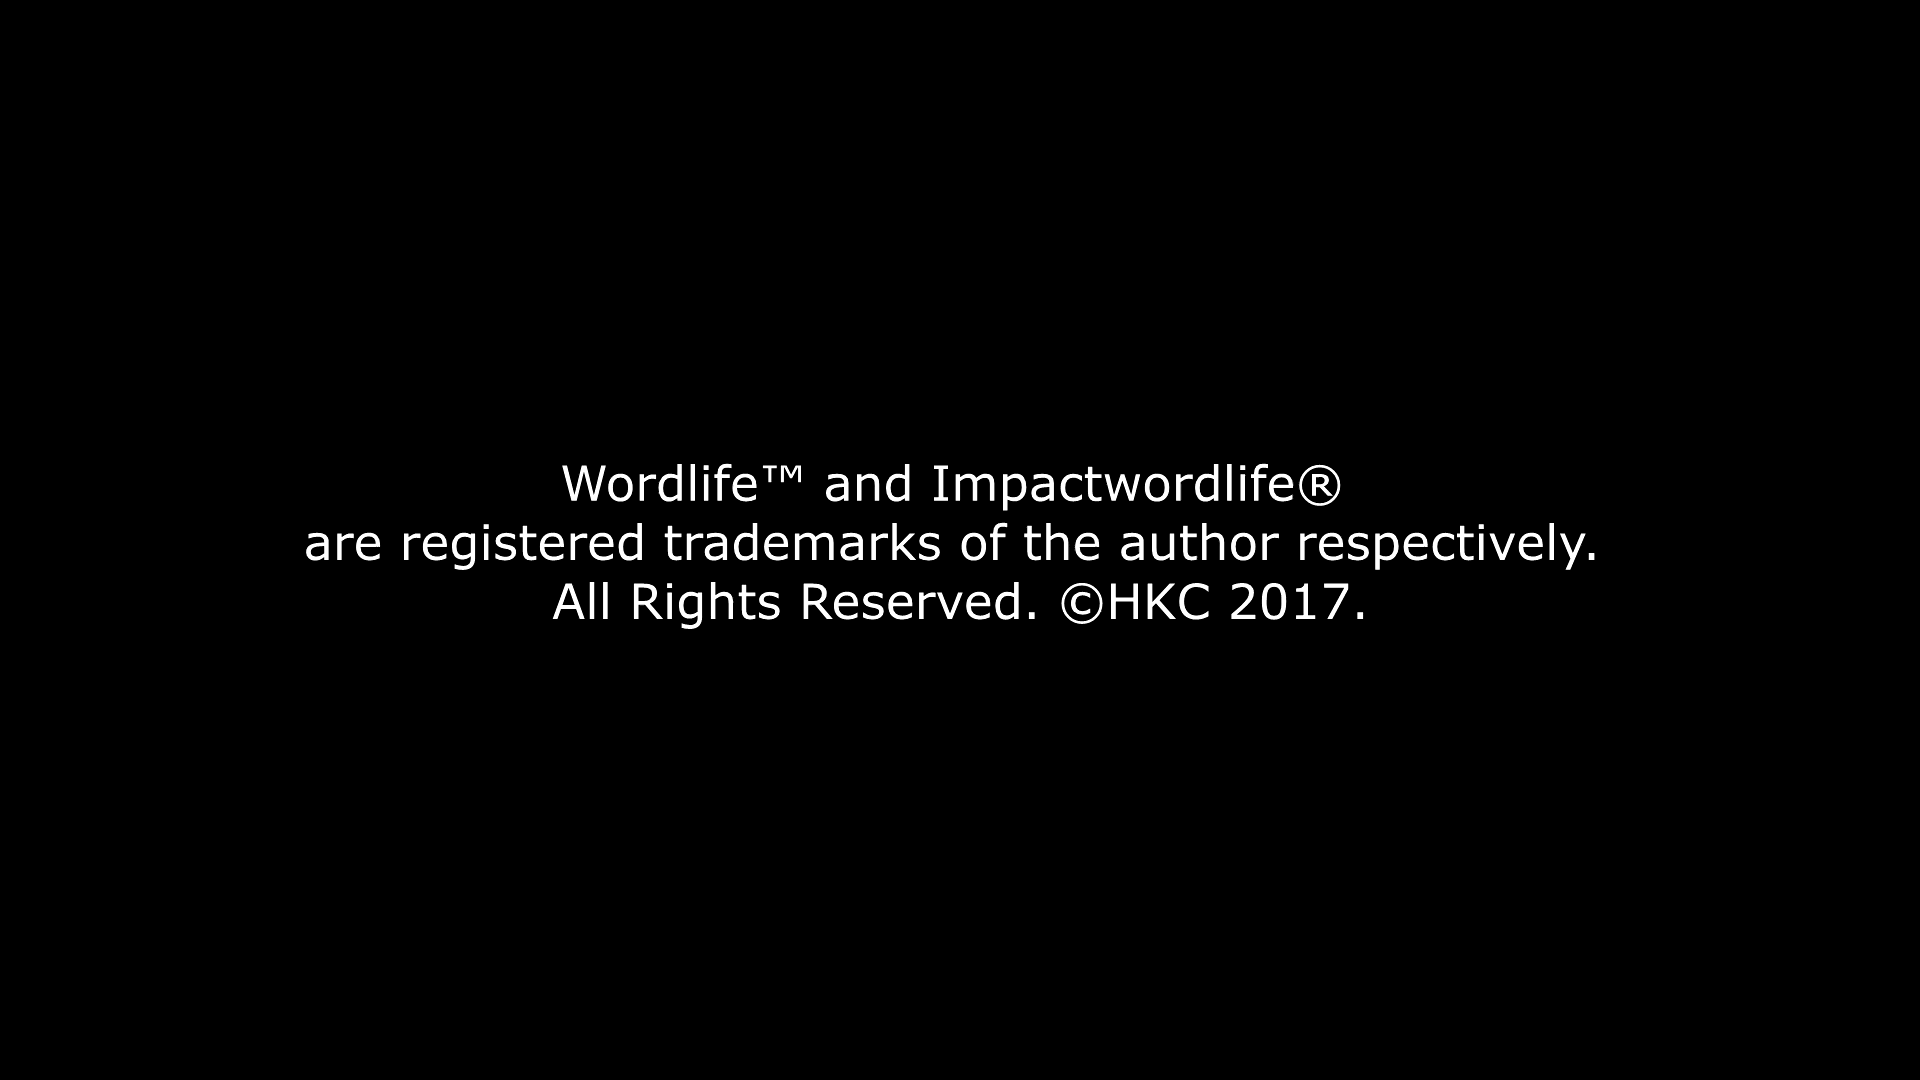 Wordlife™ and Impactwordlife®
are registered trademarks of the author respectively.
All Rights Reserved. ©HKC 2017.